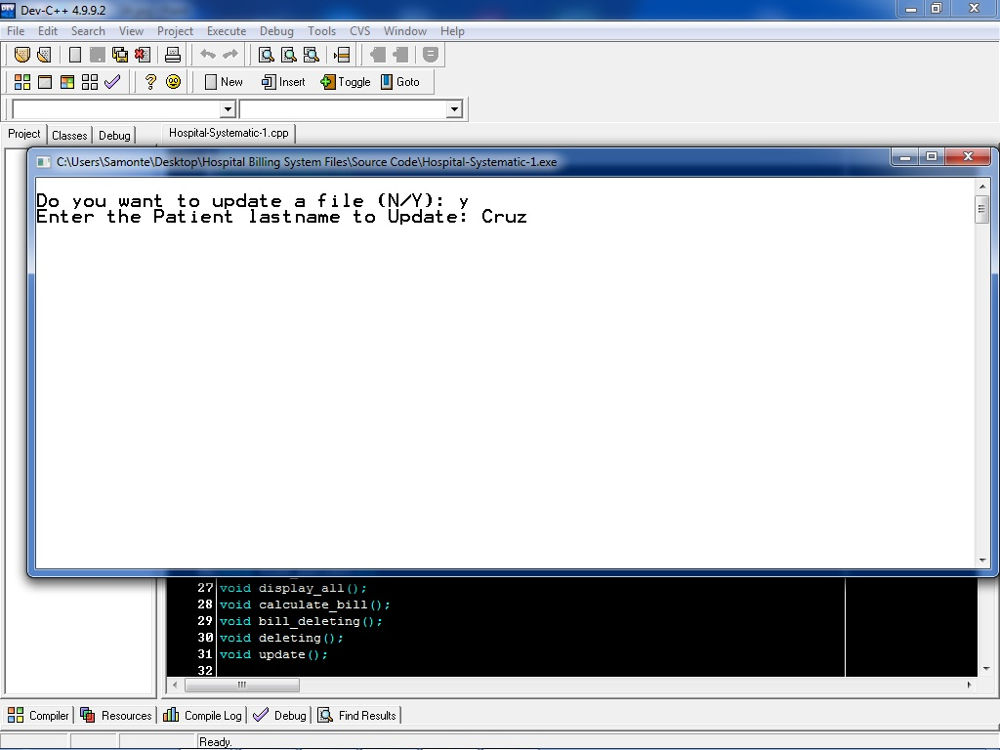 Dev-C++ 4.9.9.2
File Edit Search View Project Execute Debug Tools CVS Window Help
New Insert Toggle Goto
Project Classes Debug Hospital-Systematic-1.cpp
C:\Users\Samonte\Desktop\Hospital Billing System Files\Source Code\Hospital-Systematic-1.exe
Do you want to update a file (N/Y): y
Enter the Patient lastname to Update: Cruz
27 void display_all();
28 void calculate_bill();
29 void bill_deleting();
30 void deleting();
31 void update();
32
Compiler Resources Compile Log Debug Find Results
Ready.